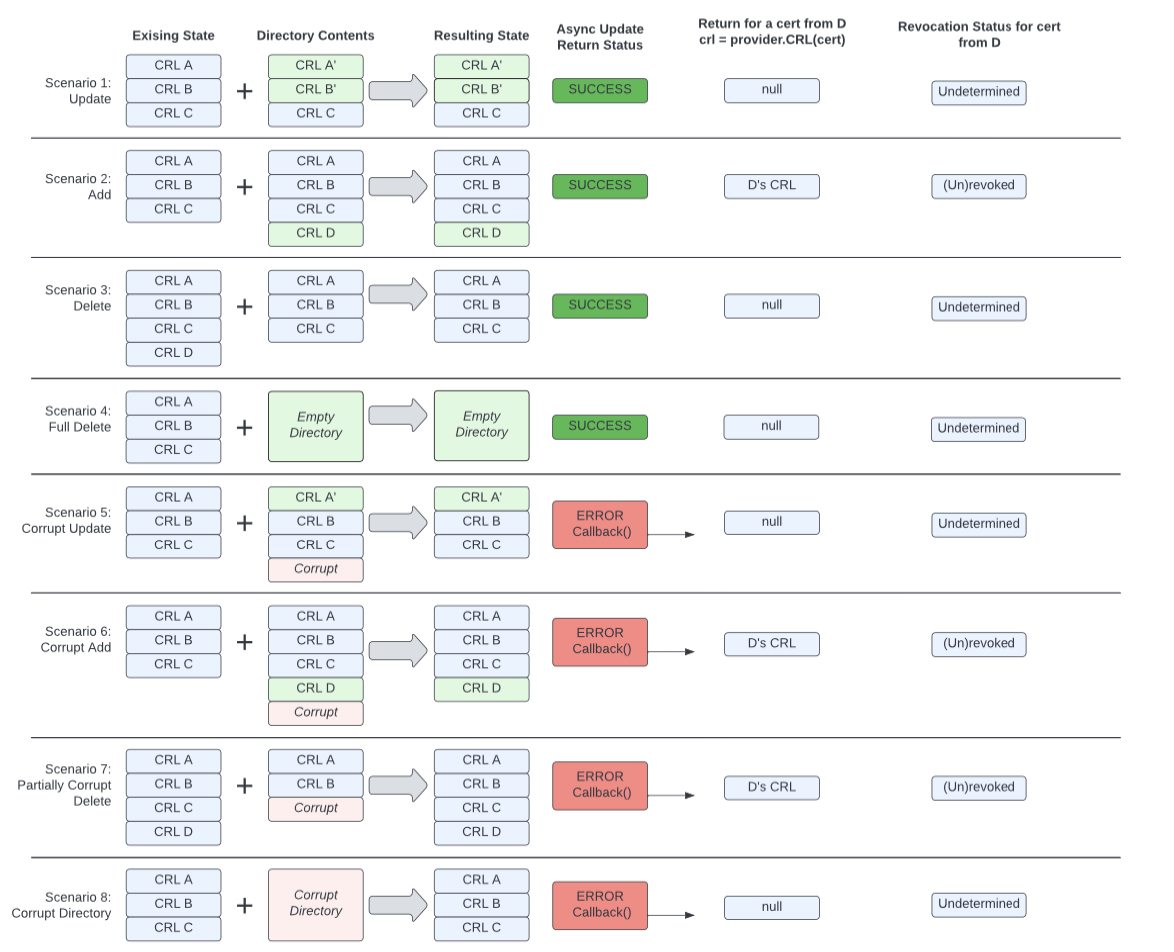 Exising State
Directory Contents
Resulting State
Async Update
Return Status
Return for a cert from D
crl = provider.CRL(cert)
Revocation Status for cert
from D
Scenario 1:
Update
CRL A
CRL B
CRL C
+
CRL A'
CRL B'
CRL C
CRL A'
CRL B'
CRL C
SUCCESS
null
Undetermined
Scenario 2:
Add
CRL A
CRL B
CRL C
+
CRL A
CRL B
CRL C
CRL D
CRL A
CRL B
CRL C
CRL D
SUCCESS
D's CRL
(Un)revoked
Scenario 3:
Delete
CRL A
CRL B
CRL C
CRL D
+
CRL A
CRL B
CRL C
CRL A
CRL B
CRL C
SUCCESS
null
Undetermined
Scenario 4:
Full Delete
CRL A
CRL B
CRL C
+
Empty
Directory
Empty
Directory
SUCCESS
null
Undetermined
Scenario 5:
Corrupt Update
CRL A
CRL B
CRL C
+
CRL A'
CRL B
CRL C
Corrupt
CRL A'
CRL B
CRL C
ERROR
Callback()
null
Undetermined
Scenario 6:
Corrupt Add
CRL A
CRL B
CRL C
+
CRL A
CRL B
CRL C
CRL D
Corrupt
CRL A
CRL B
CRL C
CRL D
ERROR
Callback()
D's CRL
(Un)revoked
Scenario 7:
Partially Corrupt
Delete
CRL A
CRL B
CRL C
CRL D
+
CRL A
CRL B
Corrupt
CRL A
CRL B
CRL C
CRL D
ERROR
Callback()
D's CRL
(Un)revoked
Scenario 8:
Corrupt Directory
CRL A
CRL B
CRL C
+
Corrupt
Directory
CRL A
CRL B
CRL C
ERROR
Callback()
null
Undetermined